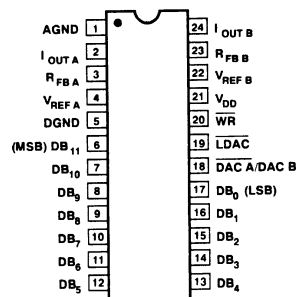 AGND 1 24 I OUT B
I OUT A 2 23 R FB B
R FB A 3 22 V REF B
V REF A 4 21 V DD
DGND 5 20 WR
(MSB) DB11 6 19 LDAC
DB10 7 18 DAC A/DAC B
DB9 8 17 DB0 (LSB)
DB8 9 16 DB1
DB7 10 15 DB2
DB6 11 14 DB3
DB5 12 13 DB4